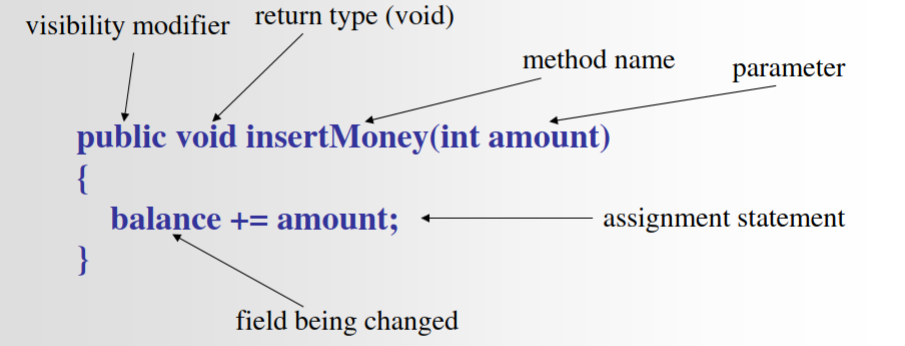 visibility modifier
return type (void)
method name
parameter
public void insertMoney(int amount)
{
balance += amount;
assignment statement
}
field being changed